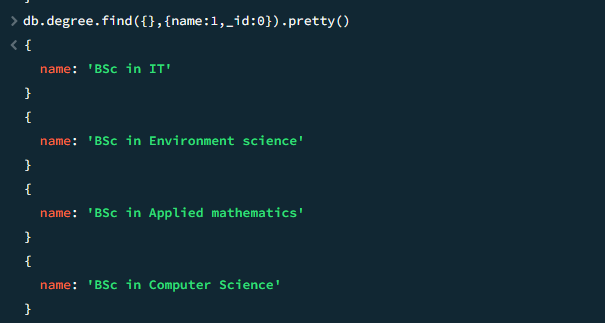 > db.degree.find({},{name:1,_id:0}).pretty()
< {
name: 'BSc in IT'
}
{
name: 'BSc in Environment science'
}
{
name: 'BSc in Applied mathematics'
}
{
name: 'BSc in Computer Science'
}